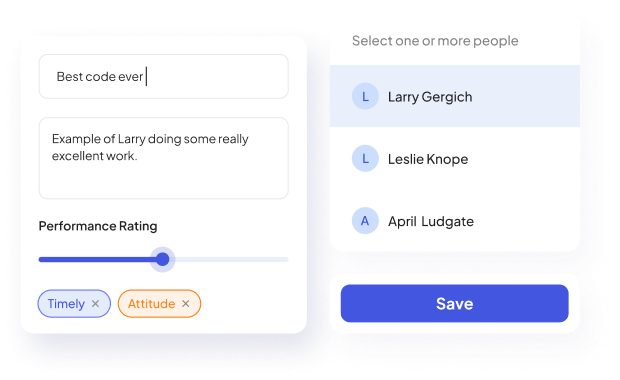 Best code ever
Example of Larry doing some really
excellent work.
Performance Rating
Timely ×
Attitude ×
Select one or more people
L Larry Gergich
L Leslie Knope
A April Ludgate
Save